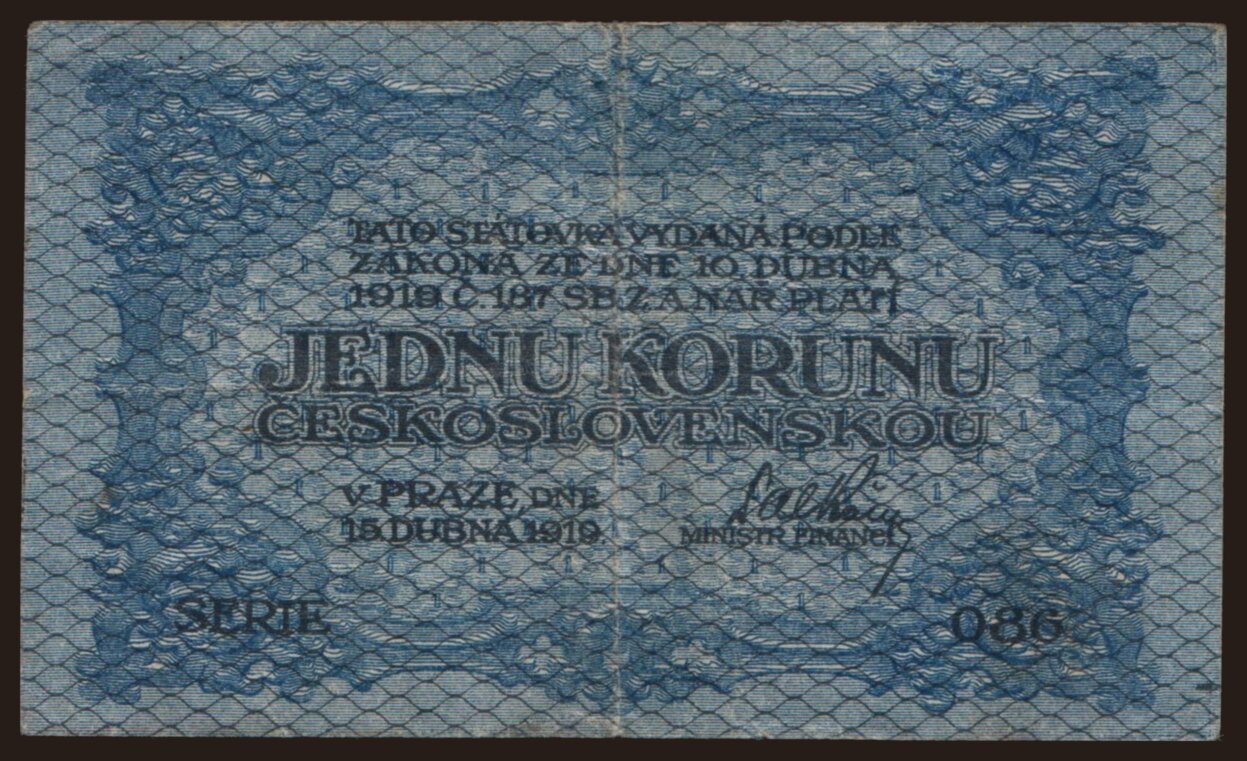 TATO STÁTOVKA VYDANÁ PODLE
ZÁKONA ZE DNE 10. DUBNA
1919 Č. 187 SB. Z. A NAŘ. PLATÍ
JEDNU KORUNU
ČESKOSLOVENSKOU
V PRAZE, DNE
15. DUBNA 1919.
MINISTR FINANCÍ
SERIE 086